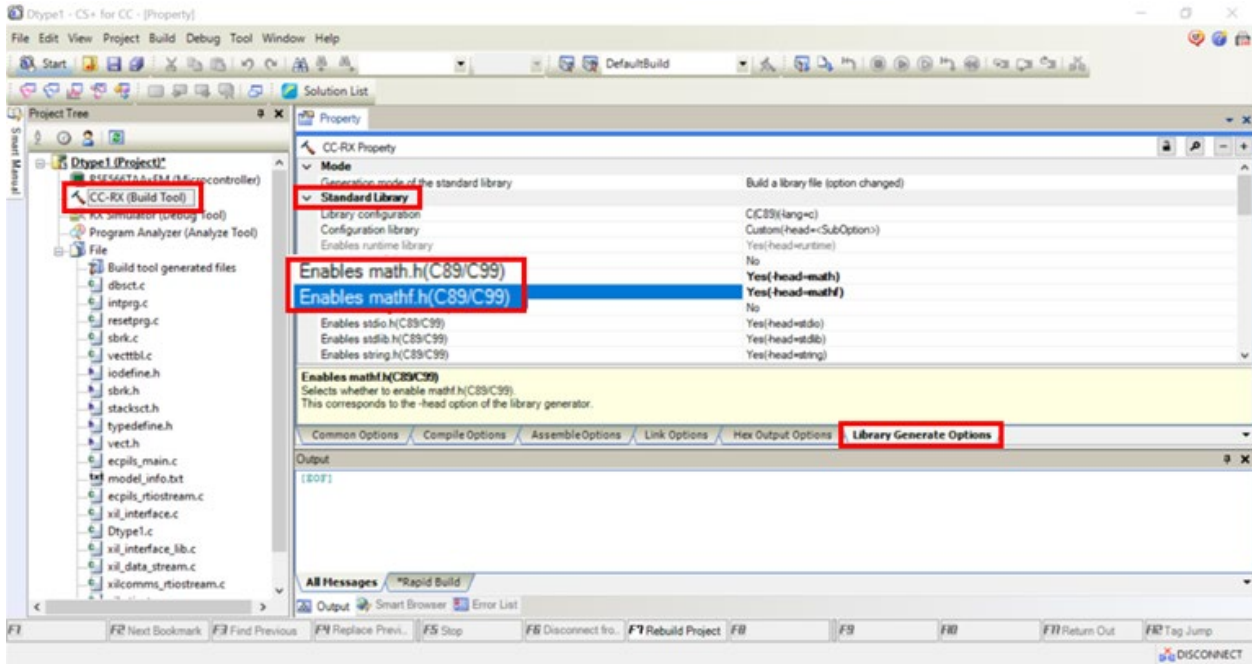 Dtype1 - CS+ for CC - [Property]
File Edit View Project Build Debug Tool Window Help
Start DefaultBuild
Solution List
Smart Manual
Project Tree
Dtype1 (Project)*
(Microcontroller)
CC-RX (Build Tool)
RX Simulator (Debug Tool)
Program Analyzer (Analyze Tool)
File
Build tool generated files
dbsct.c
intprg.c
resetprg.c
sbrk.c
vecttbl.c
iodefine.h
sbrk.h
stacksct.h
typedefine.h
vect.h
ecpils_main.c
txt model_info.txt
ecpils_rtiostream.c
xil_interface.c
Dtype1.c
xil_interface_lib.c
xil_data_stream.c
xilcomms_rtiostream.c
Property
CC-RX Property
Mode
Generation mode of the standard library Build a library file (option changed)
Standard Library
Library configuration C(C89)(-lang=c)
Configuration library Custom(-head=<SubOption>)
Enables runtime library Yes(-head=runtime)
No
Enables math.h(C89/C99) Yes(-head=math)
Enables mathf.h(C89/C99) Yes(-head=mathf)
No
Enables stdio.h(C89/C99) Yes(-head=stdio)
Enables stdlib.h(C89/C99) Yes(-head=stdlib)
Enables string.h(C89/C99) Yes(-head=string)
Enables mathf.h(C89/C99)
Selects whether to enable mathf.h(C89/C99).
This corresponds to the -head option of the library generator.
Common Options Compile Options AssembleOptions Link Options Hex Output Options Library Generate Options
Output
[EOF]
All Messages *Rapid Build
Output Smart Browser Error List
F1 F2 Next Bookmark F3 Find Previous F4 Replace Previ... F5 Stop F6 Disconnect fro... F7 Rebuild Project F8 F9 F10 F11 Return Out F12 Tag Jump
DISCONNECT